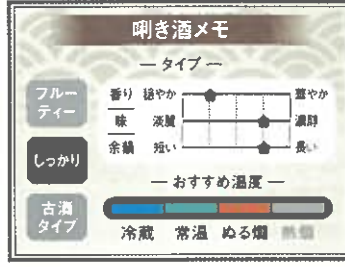 唎き酒メモ
― タイプ ―
フルー
ティー
しっかり
古酒
タイプ
香り 穏やか 華やか
味 淡麗 濃醇
余韻 短い 長い
― おすすめ温度 ―
冷蔵 常温 ぬる燗 熱燗